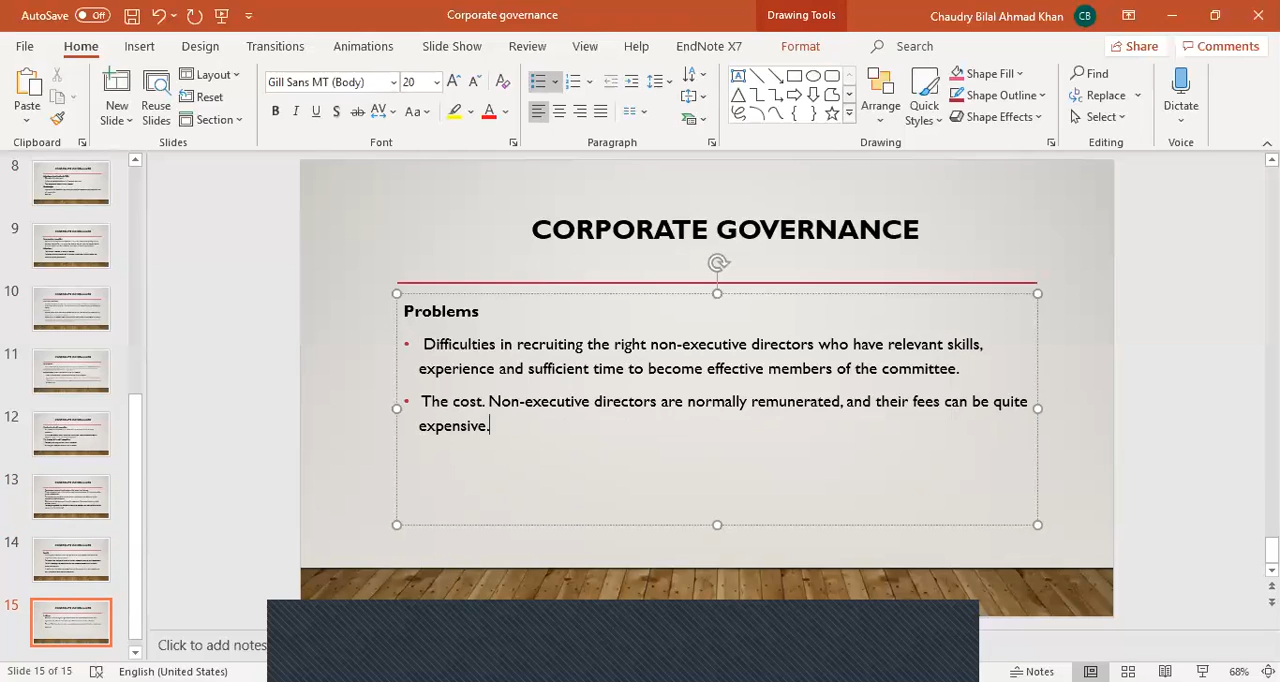 AutoSave Off
Corporate governance
Drawing Tools
Chaudry Bilal Ahmad Khan CB
File Home Insert Design Transitions Animations Slide Show Review View Help EndNote X7 Format Search Share Comments
Paste
New Slide
Reuse Slides
Layout
Reset
Section
Gill Sans MT (Body) 20
Arrange
Quick Styles
Shape Fill
Shape Outline
Shape Effects
Find
Replace
Select
Dictate
Clipboard Slides Font Paragraph Drawing Editing Voice
8
9
10
11
12
13
14
15
CORPORATE GOVERNANCE
Problems
• Difficulties in recruiting the right non-executive directors who have relevant skills,
experience and sufficient time to become effective members of the committee.
• The cost. Non-executive directors are normally remunerated, and their fees can be quite
expensive.
Click to add notes
Slide 15 of 15 English (United States) Notes 68%